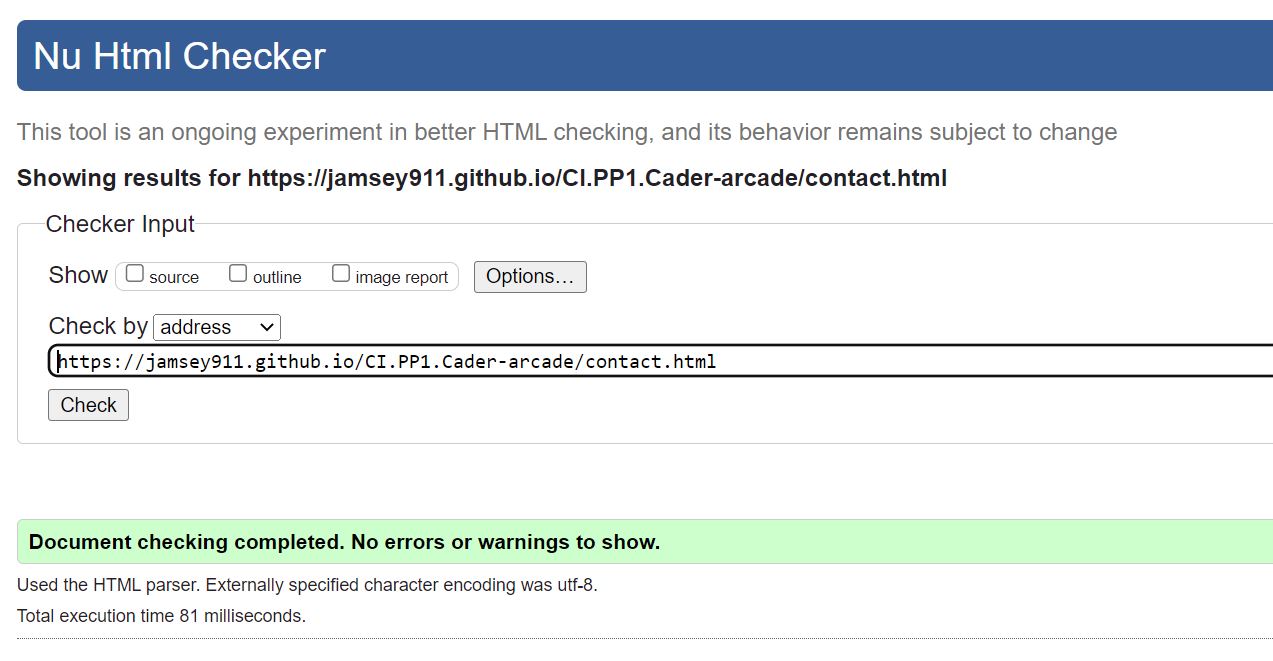 Nu Html Checker
This tool is an ongoing experiment in better HTML checking, and its behavior remains subject to change
Showing results for https://jamsey911.github.io/CI.PP1.Cader-arcade/contact.html
Checker Input
Show source outline image report Options...
Check by address
https://jamsey911.github.io/CI.PP1.Cader-arcade/contact.html
Check
Document checking completed. No errors or warnings to show.
Used the HTML parser. Externally specified character encoding was utf-8.
Total execution time 81 milliseconds.